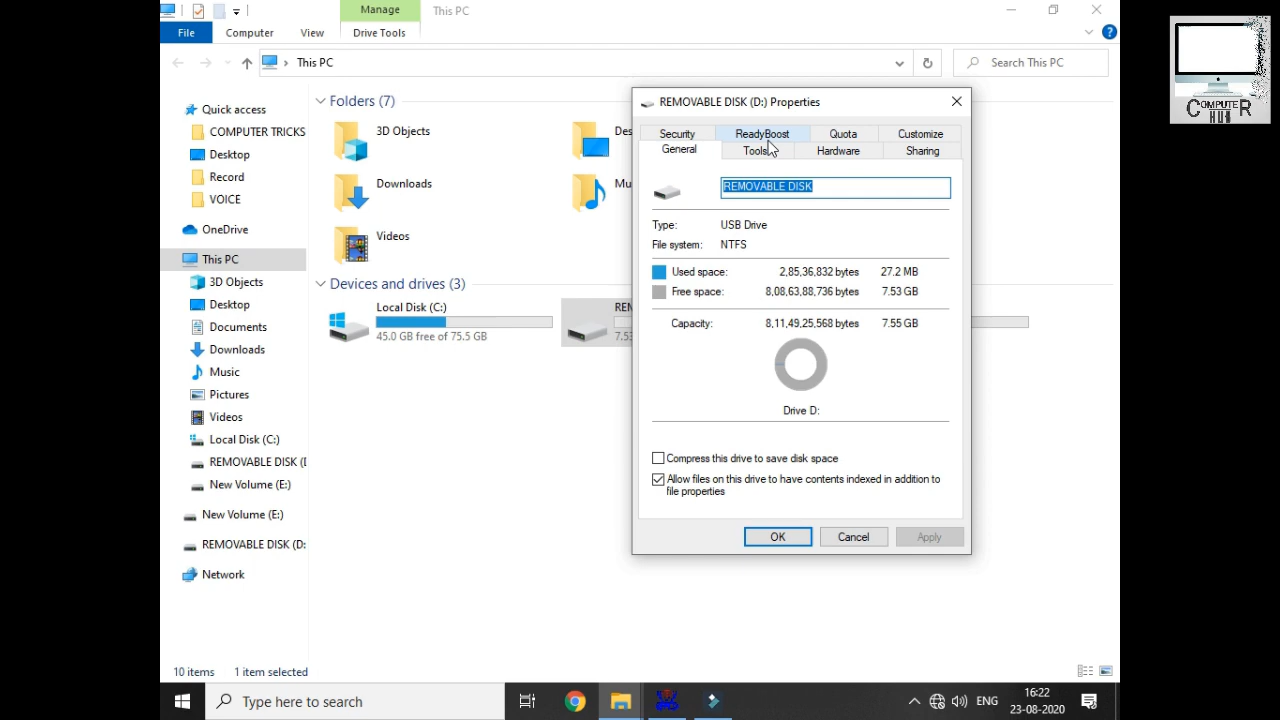 Manage
This PC
File
Computer
View
Drive Tools
This PC
Search This PC
Quick access
COMPUTER TRICKS
Desktop
Record
VOICE
OneDrive
This PC
3D Objects
Desktop
Documents
Downloads
Music
Pictures
Videos
Local Disk (C:)
REMOVABLE DISK (
New Volume (E:)
New Volume (E:)
REMOVABLE DISK (D:
Network
Folders (7)
3D Objects
Des
Downloads
Mu
Videos
Devices and drives (3)
Local Disk (C:)
45.0 GB free of 75.5 GB
REM
7.53
REMOVABLE DISK (D:) Properties
Security
ReadyBoost
Quota
Customize
General
Tools
Hardware
Sharing
REMOVABLE DISK
Type: USB Drive
File system: NTFS
Used space: 2,85,36,832 bytes 27.2 MB
Free space: 8,08,63,88,736 bytes 7.53 GB
Capacity: 8,11,49,25,568 bytes 7.55 GB
Drive D:
Compress this drive to save disk space
Allow files on this drive to have contents indexed in addition to
file properties
OK
Cancel
Apply
10 items
1 item selected
Type here to search
ENG
16:22
23-08-2020
COMPUTER
HUB